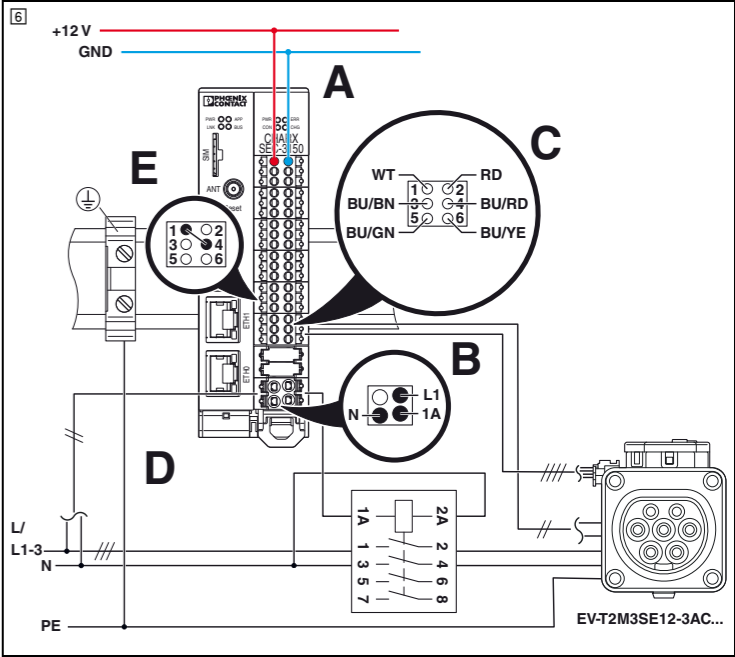 6
+12 V
GND
A
PHŒNIX
CONTACT
PWR APP
LNK BUS
PWR ERR
CON CHG
CHARX
SEC-3150
SIM
ANT
Reset
E
1 2
3 4
5 6
C
WT 1 2 RD
BU/BN 3 4 BU/RD
BU/GN 5 6 BU/YE
ETH1
ETH0
B
L1
N 1A
D
L/
L1-3
N
PE
1A 2A
1 2
3 4
5 6
7 8
EV-T2M3SE12-3AC...